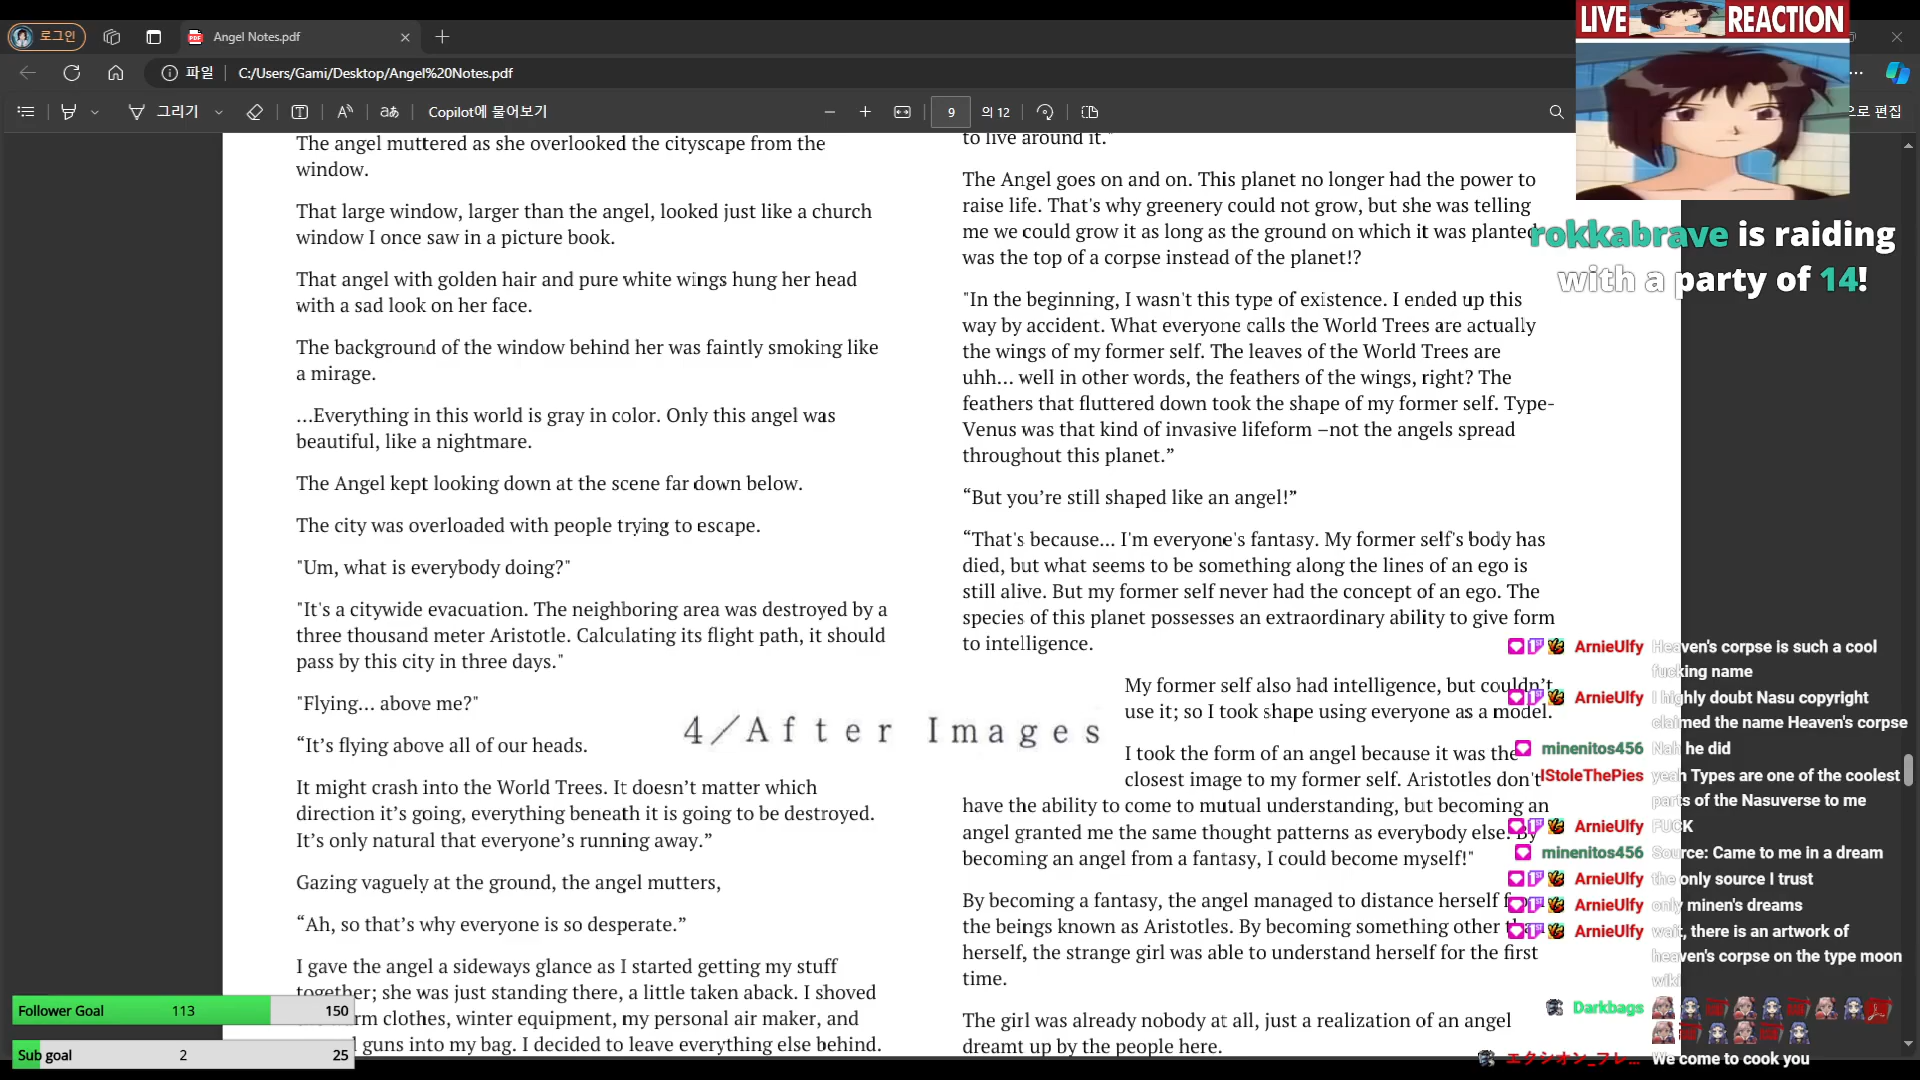 LIVE REACTION
로그인
Angel Notes.pdf
파일
C:/Users/Gami/Desktop/Angel%20Notes.pdf
그리기
aあ
Copilot에 물어보기
9
의 12
으로 편집
The angel muttered as she overlooked the cityscape from the
window.
That large window, larger than the angel, looked just like a church
window I once saw in a picture book.
That angel with golden hair and pure white wings hung her head
with a sad look on her face.
The background of the window behind her was faintly smoking like
a mirage.
…Everything in this world is gray in color. Only this angel was
beautiful, like a nightmare.
The Angel kept looking down at the scene far down below.
The city was overloaded with people trying to escape.
"Um, what is everybody doing?"
"It's a citywide evacuation. The neighboring area was destroyed by a
three thousand meter Aristotle. Calculating its flight path, it should
pass by this city in three days."
"Flying… above me?"
“It’s flying above all of our heads.
It might crash into the World Trees. It doesn’t matter which
direction it’s going, everything beneath it is going to be destroyed.
It’s only natural that everyone’s running away.”
Gazing vaguely at the ground, the angel mutters,
“Ah, so that’s why everyone is so desperate.”
I gave the angel a sideways glance as I started getting my stuff
together; she was just standing there, a little taken aback. I shoved
clothes, winter equipment, my personal air maker, and
guns into my bag. I decided to leave everything else behind.
4/After Images
to live around it."
The Angel goes on and on. This planet no longer had the power to
raise life. That's why greenery could not grow, but she was telling
me we could grow it as long as the ground on which it was planted
was the top of a corpse instead of the planet!?
"In the beginning, I wasn't this type of existence. I ended up this
way by accident. What everyone calls the World Trees are actually
the wings of my former self. The leaves of the World Trees are
uhh… well in other words, the feathers of the wings, right? The
feathers that fluttered down took the shape of my former self. Type-
Venus was that kind of invasive lifeform –not the angels spread
throughout this planet.”
“But you’re still shaped like an angel!”
“That's because… I'm everyone's fantasy. My former self's body has
died, but what seems to be something along the lines of an ego is
still alive. But my former self never had the concept of an ego. The
species of this planet possesses an extraordinary ability to give form
to intelligence.
My former self also had intelligence, but couldn’t
use it; so I took shape using everyone as a model.
I took the form of an angel because it was the
closest image to my former self. Aristotles don't
have the ability to come to mutual understanding, but becoming an
angel granted me the same thought patterns as everybody else. By
becoming an angel from a fantasy, I could become myself!"
By becoming a fantasy, the angel managed to distance herself
the beings known as Aristotles. By becoming something other
herself, the strange girl was able to understand herself for the first
time.
The girl was already nobody at all, just a realization of an angel
dreamt up by the people here.
rokkabrave is raiding
with a party of 14!
ArnieUlfy Heaven's corpse is such a cool
fucking name
ArnieUlfy I highly doubt Nasu copyright
claimed the name Heaven's corpse
minenitos456 Nah he did
IStoleThePies yeah Types are one of the coolest
parts of the Nasuverse to me
ArnieUlfy FUCK
minenitos456 Source: Came to me in a dream
ArnieUlfy the only source I trust
ArnieUlfy only minen's dreams
ArnieUlfy wait, there is an artwork of
heaven's corpse on the type moon
wiki
Darkbags
エクシオン_フレ... We come to cook you
Follower Goal 113 150
Sub goal 2 25